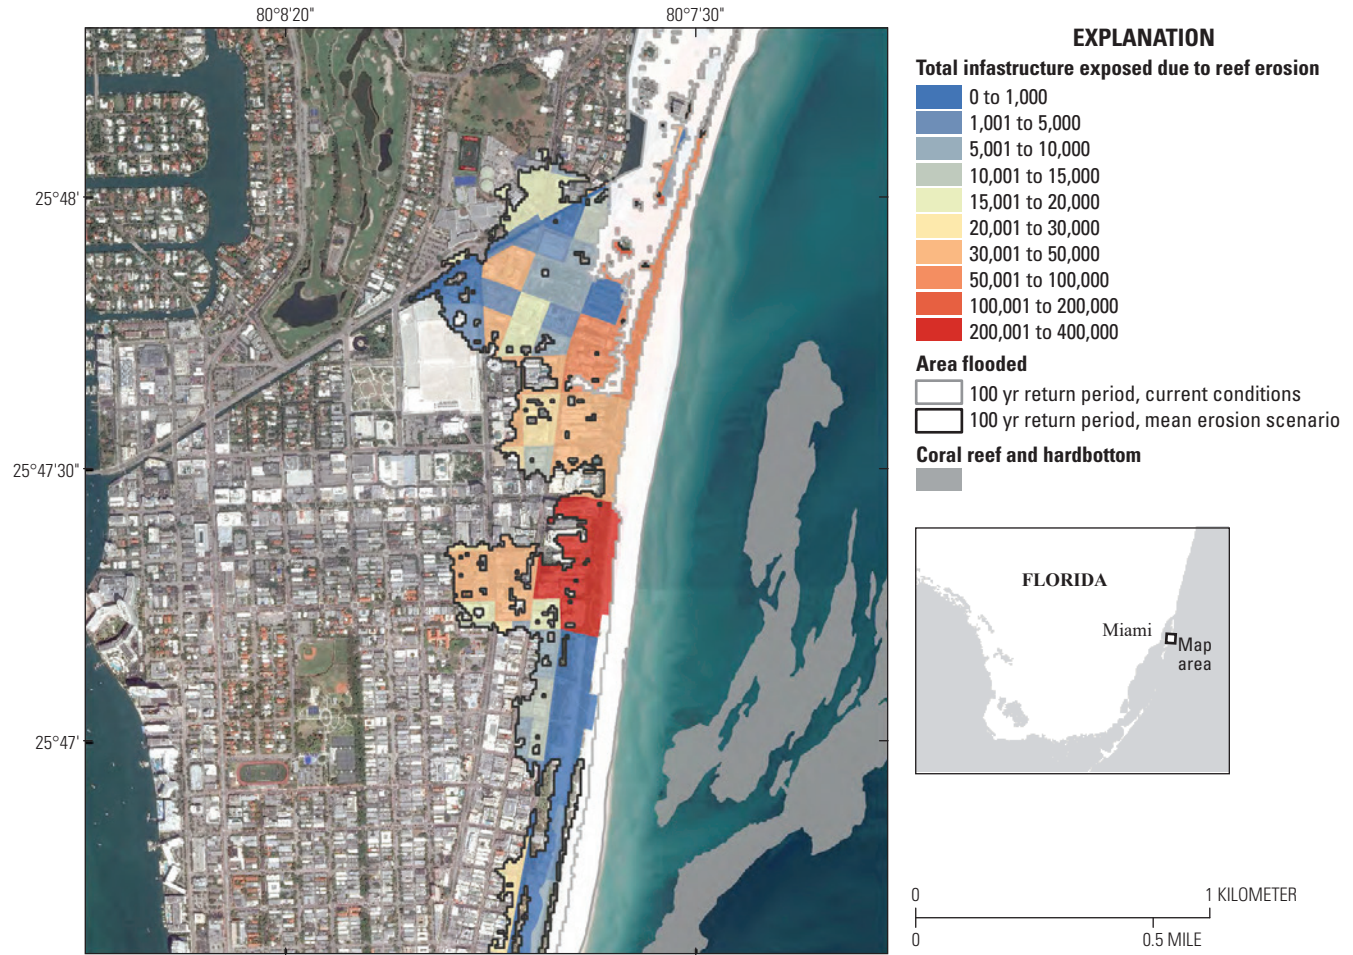 80°8'20"
80°7'30"
25°48'
25°47'30"
25°47'
EXPLANATION
Total infastructure exposed due to reef erosion
0 to 1,000
1,001 to 5,000
5,001 to 10,000
10,001 to 15,000
15,001 to 20,000
20,001 to 30,000
30,001 to 50,000
50,001 to 100,000
100,001 to 200,000
200,001 to 400,000
Area flooded
100 yr return period, current conditions
100 yr return period, mean erosion scenario
Coral reef and hardbottom
FLORIDA
Miami
Map
area
0
1 KILOMETER
0
0.5 MILE